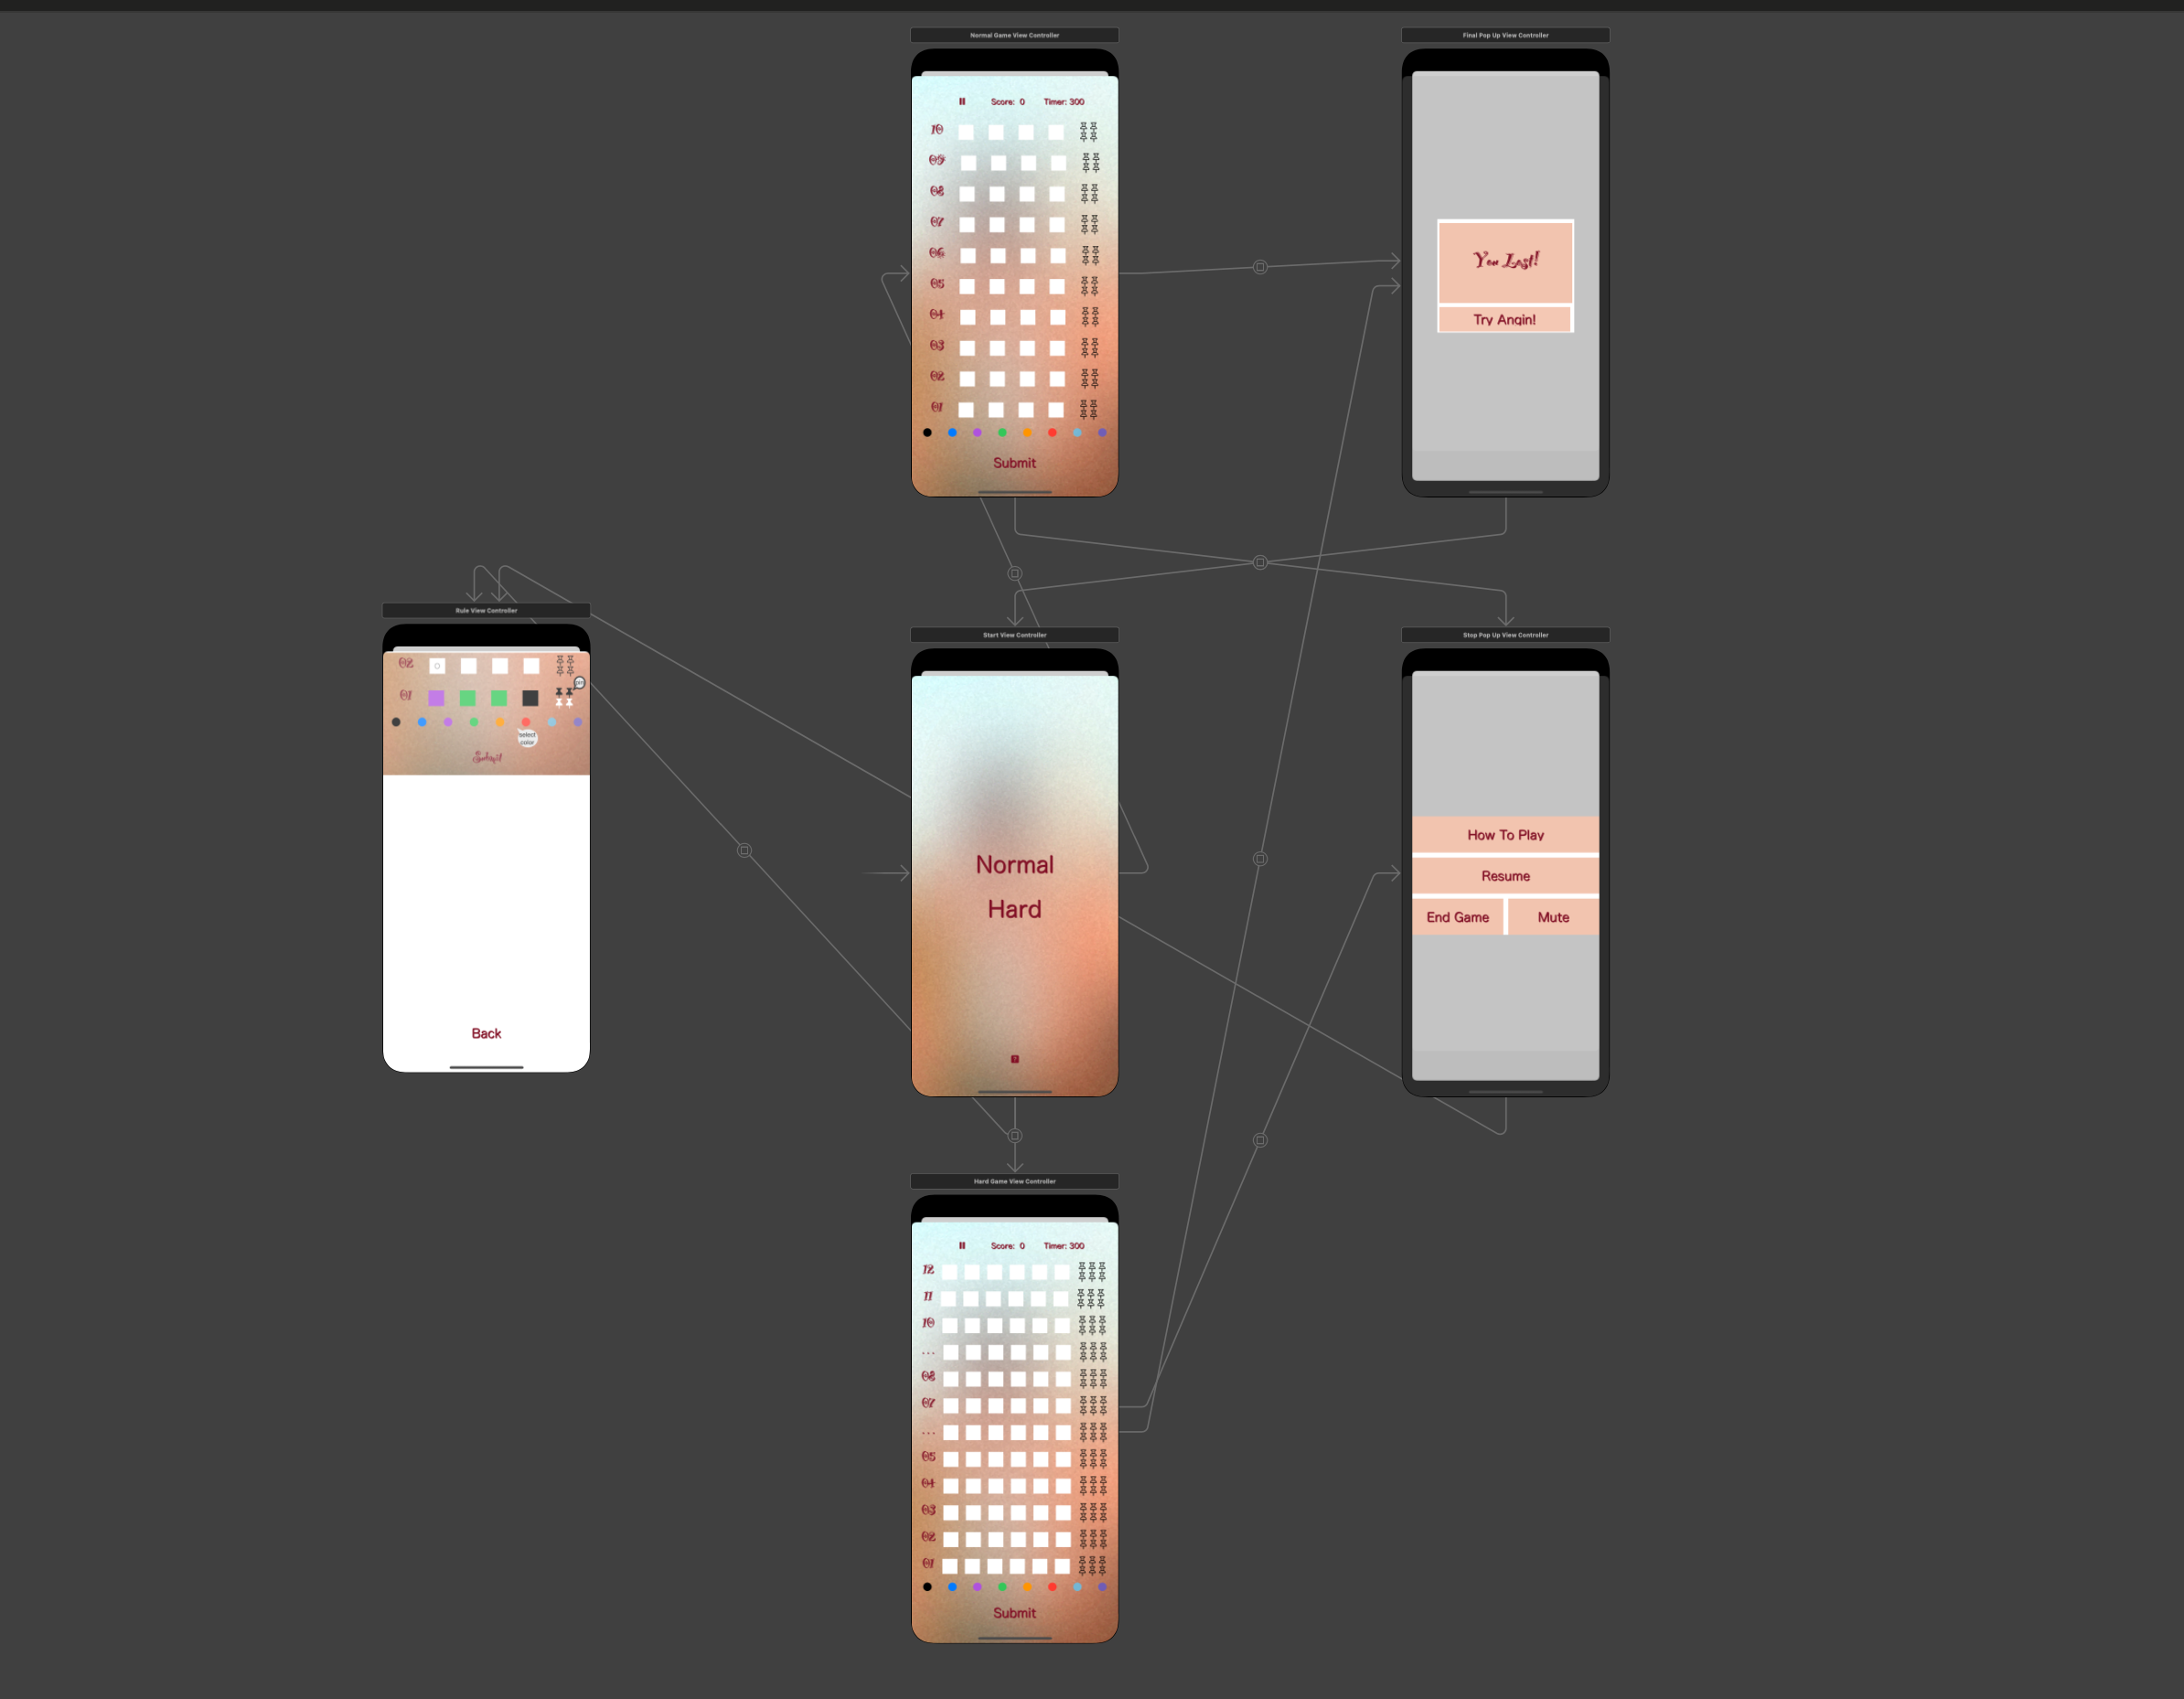 Normal Game View Controller
Score: 0 Timer: 300
10
09
08
07
06
05
04
03
02
01
Submit
Final Pop Up View Controller
You Lost!
Try Angin!
Rule View Controller
02
01
pin
select
color
Submit
Back
Start View Controller
Normal
Hard
?
Stop Pop Up View Controller
How To Play
Resume
End Game Mute
Hard Game View Controller
Score: 0 Timer: 300
12
11
10
...
08
07
...
05
04
03
02
01
Submit